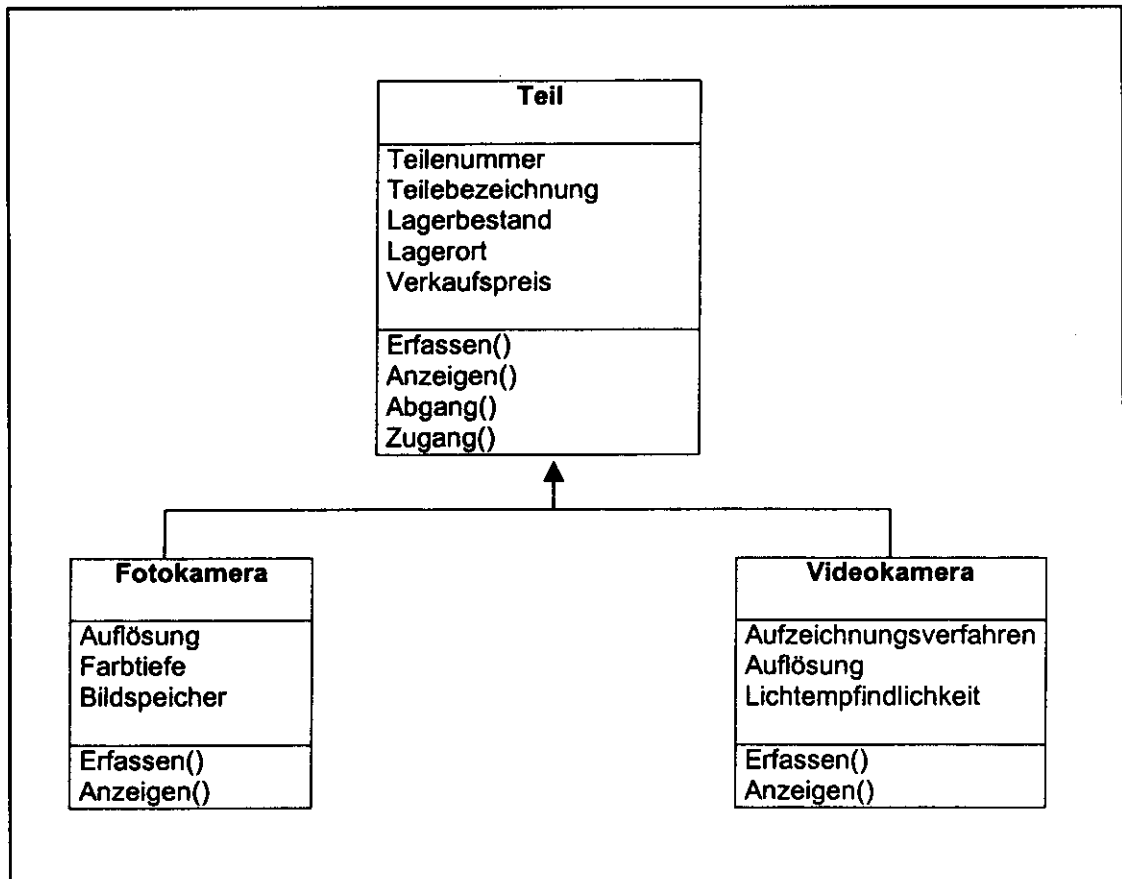 Teil
Teilenummer
Teilebezeichnung
Lagerbestand
Lagerort
Verkaufspreis
Erfassen()
Anzeigen()
Abgang()
Zugang()
Fotokamera
Auflösung
Farbtiefe
Bildspeicher
Erfassen()
Anzeigen()
Videokamera
Aufzeichnungsverfahren
Auflösung
Lichtempfindlichkeit
Erfassen()
Anzeigen()